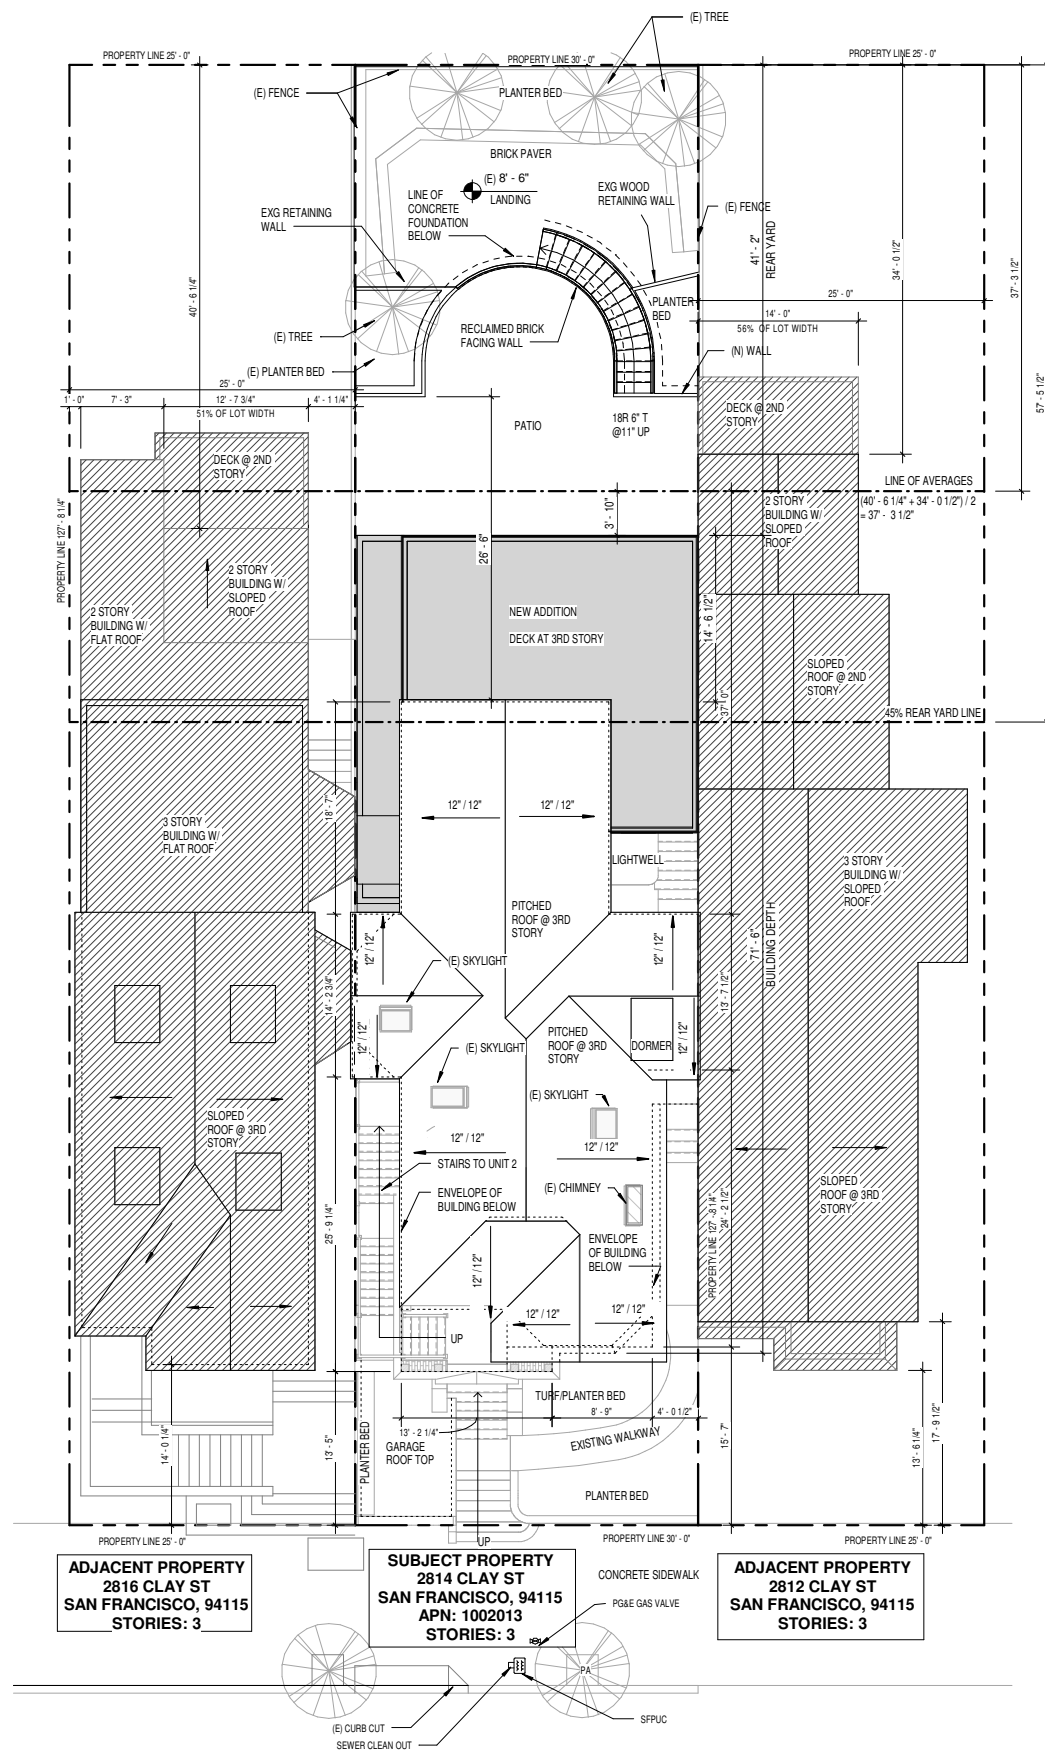 (E) TREE
PROPERTY LINE 25' - 0"
PROPERTY LINE 30' - 0"
PROPERTY LINE 25' - 0"
(E) FENCE
PLANTER BED
BRICK PAVER
(E) 8' - 6"
LANDING
LINE OF
CONCRETE
FOUNDATION
BELOW
EXG WOOD
RETAINING WALL
EXG RETAINING
WALL
(E) FENCE
41' - 2"
REAR YARD
34' - 0 1/2"
37' - 3 1/2"
40' - 6 1/4"
25' - 0"
PLANTER
BED
14' - 0"
56% OF LOT WIDTH
RECLAIMED BRICK
FACING WALL
(E) TREE
(N) WALL
(E) PLANTER BED
25' - 0"
1' - 0"
7' - 3"
12' - 7 3/4"
4' - 1 1/4"
51% OF LOT WIDTH
57' - 5 1/2"
DECK @ 2ND
STORY
PATIO
18R 6" T
@11" UP
DECK @ 2ND
STORY
LINE OF AVERAGES
(40' - 6 1/4" + 34' - 0 1/2") / 2
= 37' - 3 1/2"
2 STORY
BUILDING W/
SLOPED
ROOF
3' - 10"
26' - 6"
PROPERTY LINE 127' - 8 1/4"
2 STORY
BUILDING W/
SLOPED
ROOF
2 STORY
BUILDING W/
FLAT ROOF
NEW ADDITION
DECK AT 3RD STORY
14' - 6 1/2"
SLOPED
ROOF @ 2ND
STORY
37' 0"
45% REAR YARD LINE
12" / 12"
12" / 12"
18' - 7"
3 STORY
BUILDING W/
FLAT ROOF
LIGHTWELL
3 STORY
BUILDING W/
SLOPED
ROOF
PITCHED
ROOF @ 3RD
STORY
71' - 6"
BUILDING DEPTH
12" / 12"
12" / 12"
(E) SKYLIGHT
14' - 2 3/4"
13' - 7 1/2"
12" / 12"
PITCHED
ROOF @ 3RD
STORY
DORMER
12" / 12"
(E) SKYLIGHT
(E) SKYLIGHT
SLOPED
ROOF @ 3RD
STORY
12" / 12"
12" / 12"
STAIRS TO UNIT 2
(E) CHIMNEY
SLOPED
ROOF @ 3RD
STORY
ENVELOPE OF
BUILDING BELOW
25' - 9 1/4"
24' - 2 1/2"
PROPERTY LINE 127' - 8 1/4"
ENVELOPE
OF BUILDING
BELOW
12" / 12"
12" / 12"
12" / 12"
UP
TURF/PLANTER BED
13' - 2 1/4"
8' - 9"
4' - 0 1/2"
14' - 0 1/4"
13' - 5"
PLANTER BED
GARAGE
ROOF TOP
EXISTING WALKWAY
15' - 7"
13' - 6 1/4"
17' - 9 1/2"
PLANTER BED
PROPERTY LINE 25' - 0"
UP
PROPERTY LINE 30' - 0"
PROPERTY LINE 25' - 0"
ADJACENT PROPERTY
2816 CLAY ST
SAN FRANCISCO, 94115
STORIES: 3
SUBJECT PROPERTY
2814 CLAY ST
SAN FRANCISCO, 94115
APN: 1002013
STORIES: 3
CONCRETE SIDEWALK
ADJACENT PROPERTY
2812 CLAY ST
SAN FRANCISCO, 94115
STORIES: 3
PG&E GAS VALVE
PA
SFPUC
(E) CURB CUT
SEWER CLEAN OUT